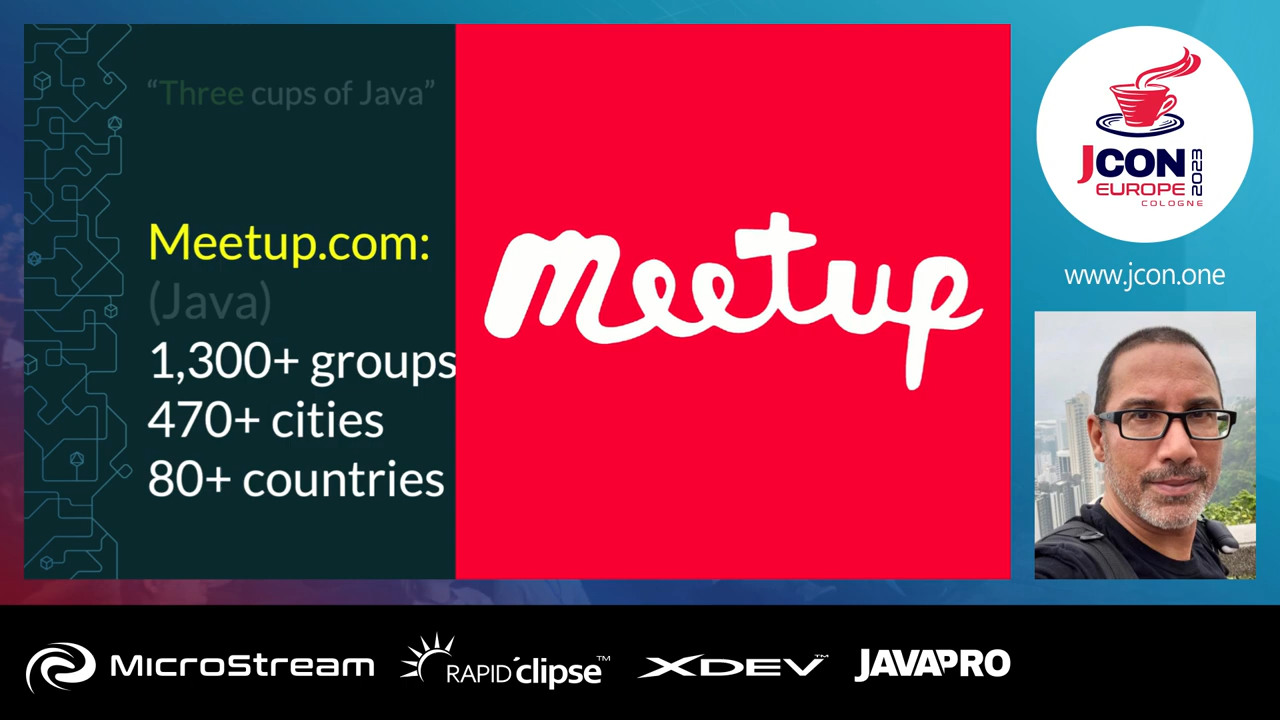 “Three cups of Java”
Meetup.com:
(Java)
1,300+ groups
470+ cities
80+ countries
meetup
JCON
EUROPE 2023
COLOGNE
www.jcon.one
MicroStream
RAPIDclipse™
XDEV™
JAVAPRO